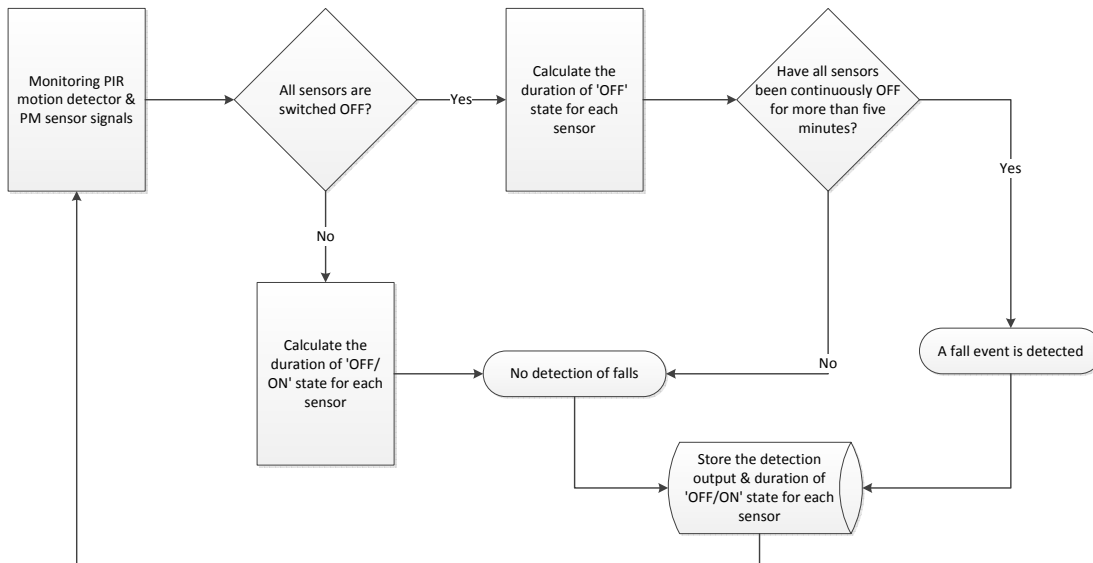 Monitoring PIR
motion detector &
PM sensor signals
All sensors are
switched OFF?
Yes
Calculate the
duration of 'OFF'
state for each
sensor
Have all sensors
been continuously OFF
for more than five
minutes?
Yes
No
Calculate the
duration of 'OFF/
ON' state for each
sensor
No detection of falls
No
A fall event is detected
Store the detection
output & duration of
'OFF/ON' state for each
sensor